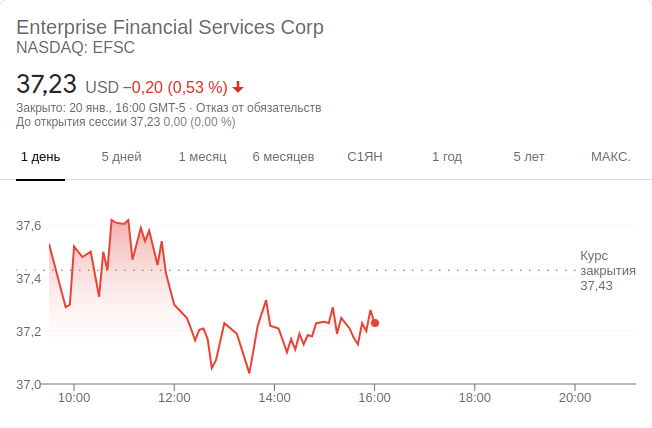 Enterprise Financial Services Corp
NASDAQ: EFSC
37,23 USD −0,20 (0,53 %)
Закрыто: 20 янв., 16:00 GMT-5 · Отказ от обязательств
До открытия сессии 37,23 0,00 (0,00 %)
1 день 5 дней 1 месяц 6 месяцев С1ЯН 1 год 5 лет МАКС.
37,6
Курс
закрытия
37,43
37,4
37,2
37,0
10:00 12:00 14:00 16:00 18:00 20:00